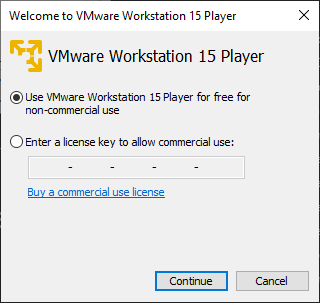 Welcome to VMware Workstation 15 Player
VMware Workstation 15 Player
Use VMware Workstation 15 Player for free for
non-commercial use
Enter a license key to allow commercial use:
- - - -
Buy a commercial use license
Continue Cancel